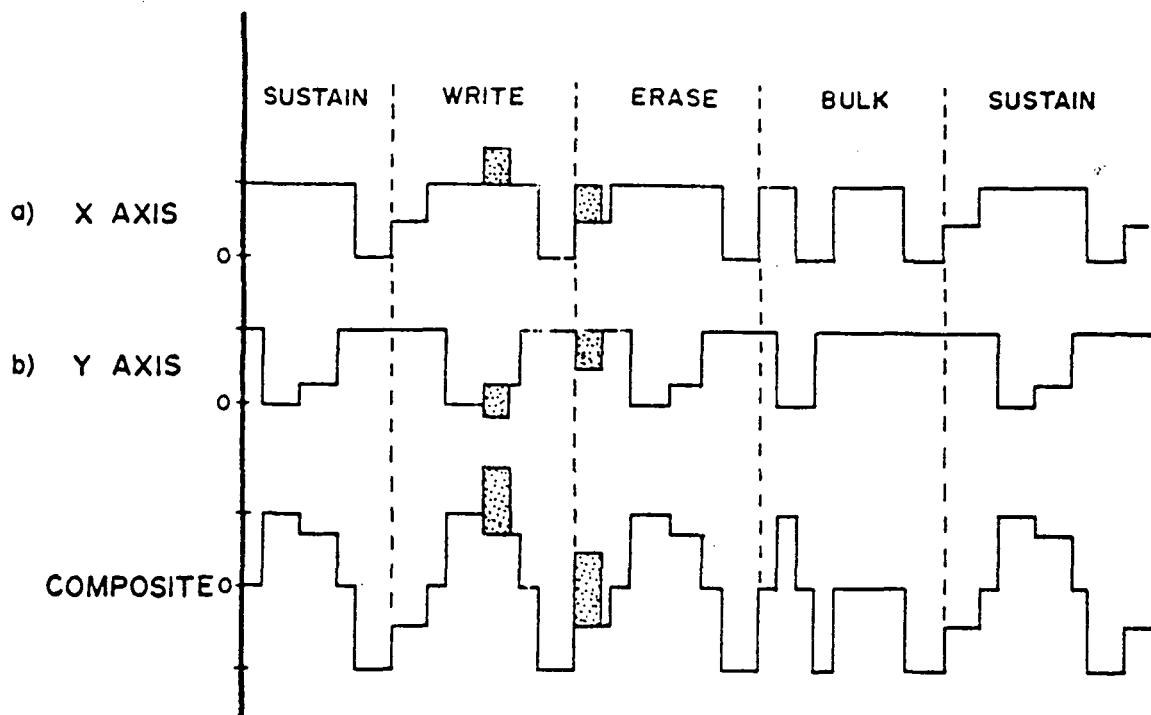 SUSTAIN WRITE ERASE BULK SUSTAIN
a) X AXIS
0
b) Y AXIS
0
COMPOSITE 0